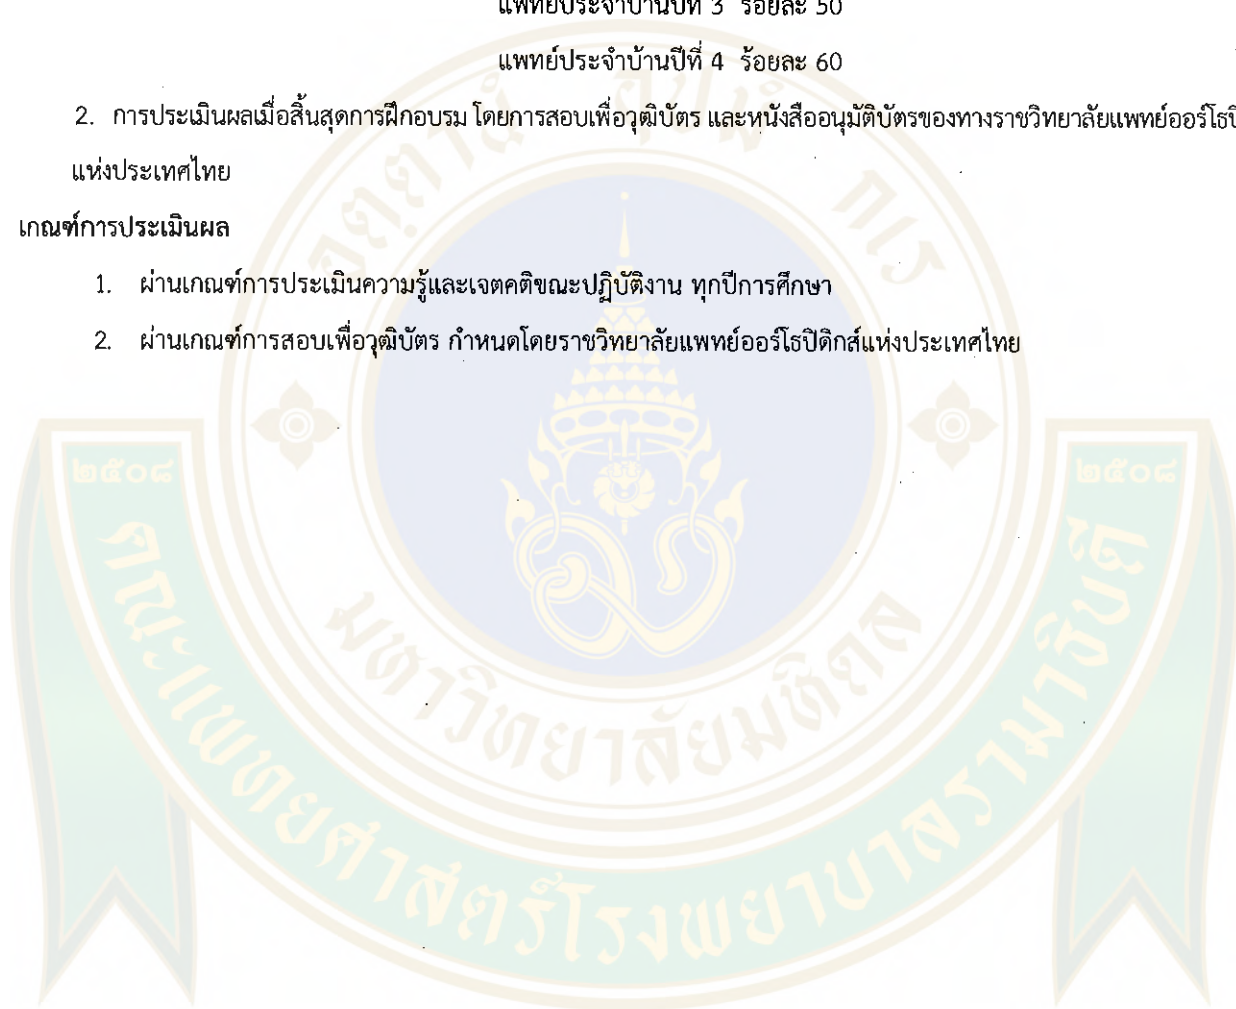 แพทย์ประจำบ้านปีที่ 3 ร้อยละ 50
แพทย์ประจำบ้านปีที่ 4 ร้อยละ 60
2. การประเมินผลเมื่อสิ้นสุดการฝึกอบรม โดยการสอบเพื่อวุฒิบัตร และหนังสืออนุมัติบัตรของทางราชวิทยาลัยแพทย์ออร์โธปิ
แห่งประเทศไทย
เกณฑ์การประเมินผล
1. ผ่านเกณฑ์การประเมินความรู้และเจตคติขณะปฏิบัติงาน ทุกปีการศึกษา
2. ผ่านเกณฑ์การสอบเพื่อวุฒิบัตร กำหนดโดยราชวิทยาลัยแพทย์ออร์โธปิดิกส์แห่งประเทศไทย
อตฺตานํ อุปมํ กเร
๒๕๐๘
๒๕๐๘
มหาวิทยาลัยมหิดล
คณะแพทยศาสตร์โรงพยาบาลรามาธิบดี